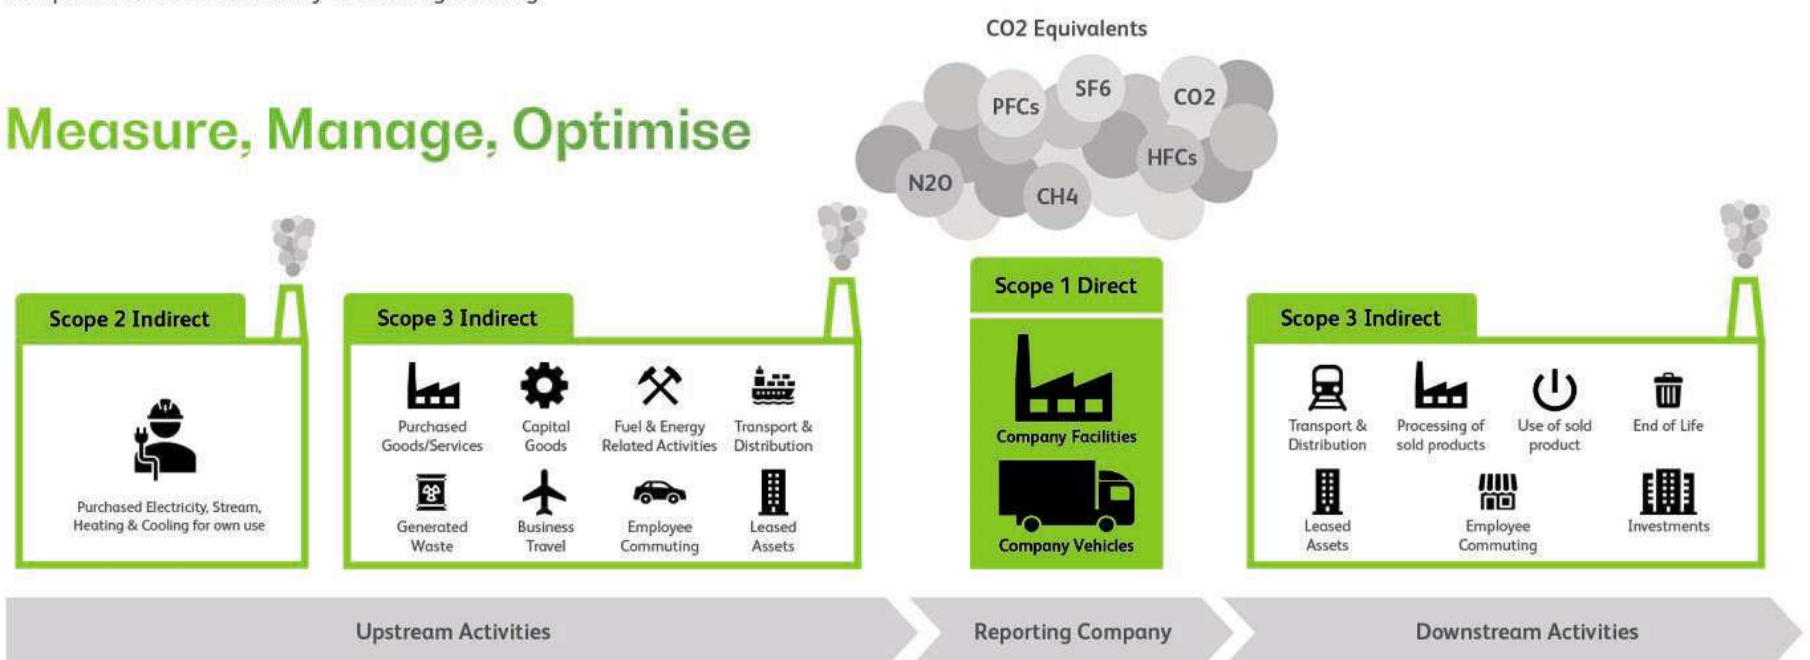 CO2 Equivalents
Measure, Manage, Optimise
PFCs
SF6
CO2
HFCs
N2O
CH4
Scope 2 Indirect
Purchased Electricity, Stream,
Heating & Cooling for own use
Scope 3 Indirect
Purchased
Goods/Services
Capital
Goods
Fuel & Energy
Related Activities
Transport &
Distribution
Generated
Waste
Business
Travel
Employee
Commuting
Leased
Assets
Scope 1 Direct
Company Facilities
Company Vehicles
Scope 3 Indirect
Transport &
Distribution
Processing of
sold products
Use of sold
product
End of Life
Leased
Assets
Employee
Commuting
Investments
Upstream Activities
Reporting Company
Downstream Activities